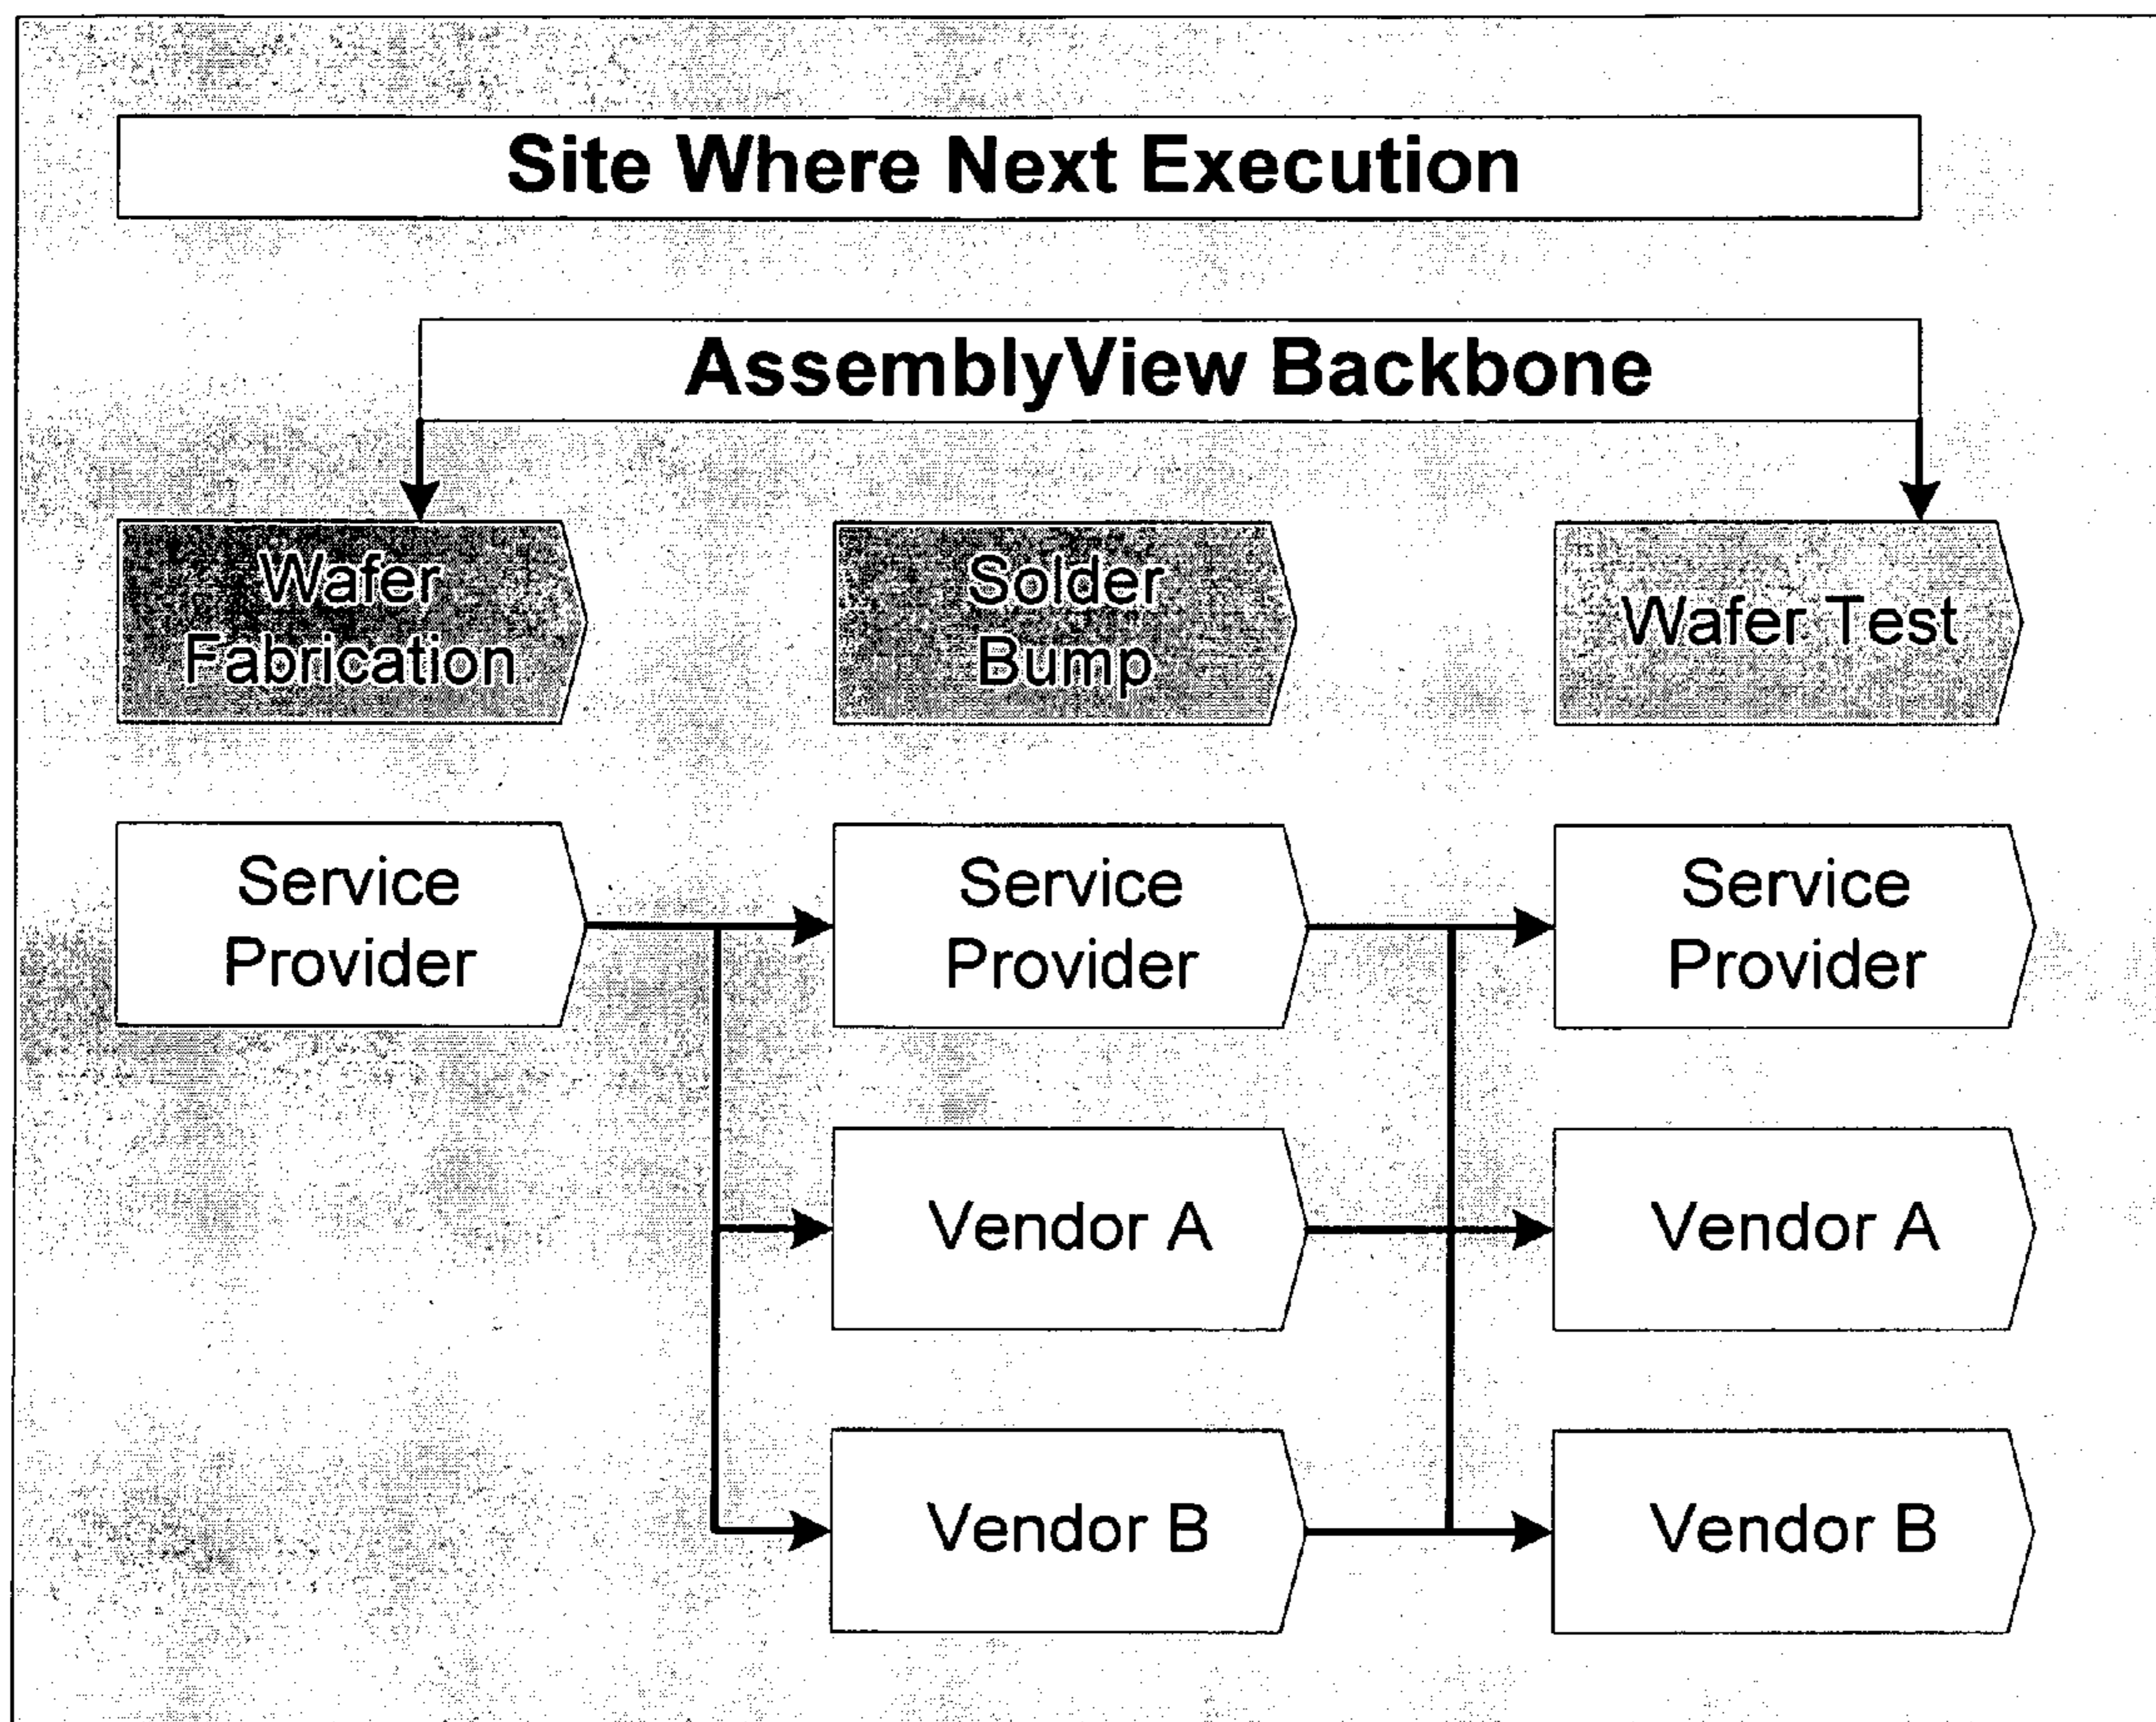 Site Where Next Execution
AssemblyView Backbone
Wafer
Fabrication
Solder
Bump
Wafer Test
Service
Provider
Service
Provider
Service
Provider
Vendor A
Vendor A
Vendor B
Vendor B